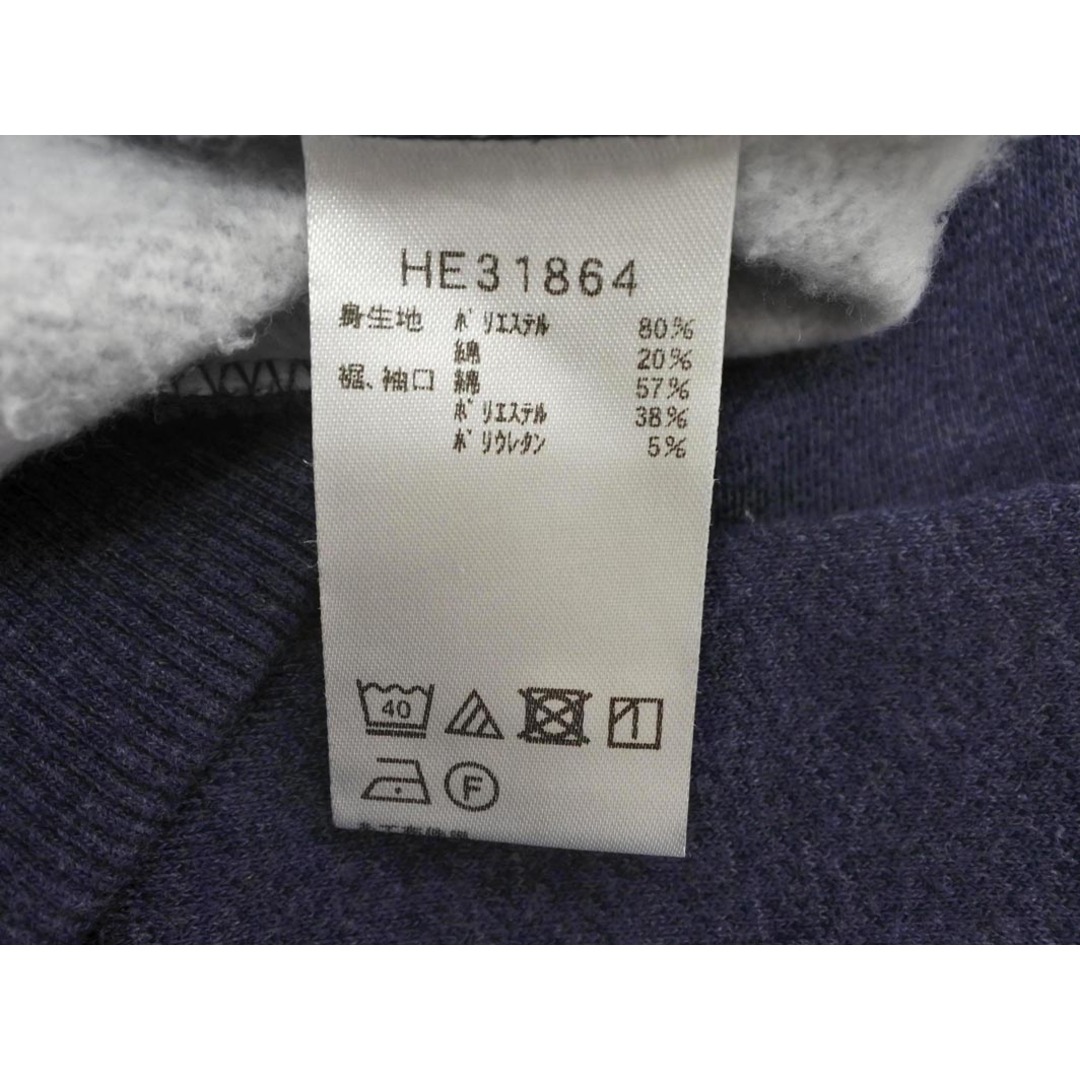 HE31864
身生地 ポリエステル 80%
綿 20%
裾、袖口 綿 57%
ポリエステル 38%
ポリウレタン 5%
40
F